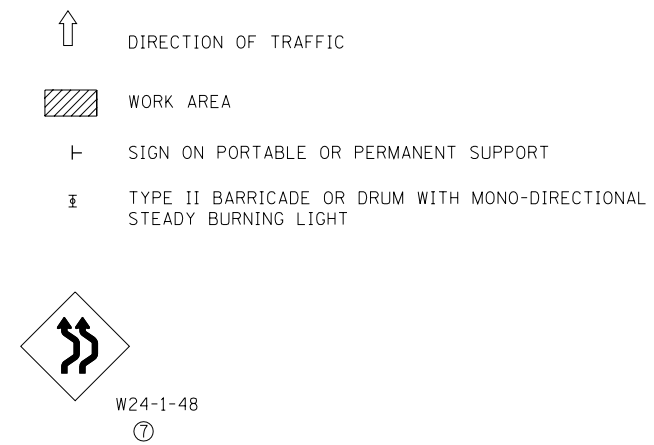 DIRECTION OF TRAFFIC
WORK AREA
SIGN ON PORTABLE OR PERMANENT SUPPORT
TYPE II BARRICADE OR DRUM WITH MONO-DIRECTIONAL
STEADY BURNING LIGHT
W24-1-48
7